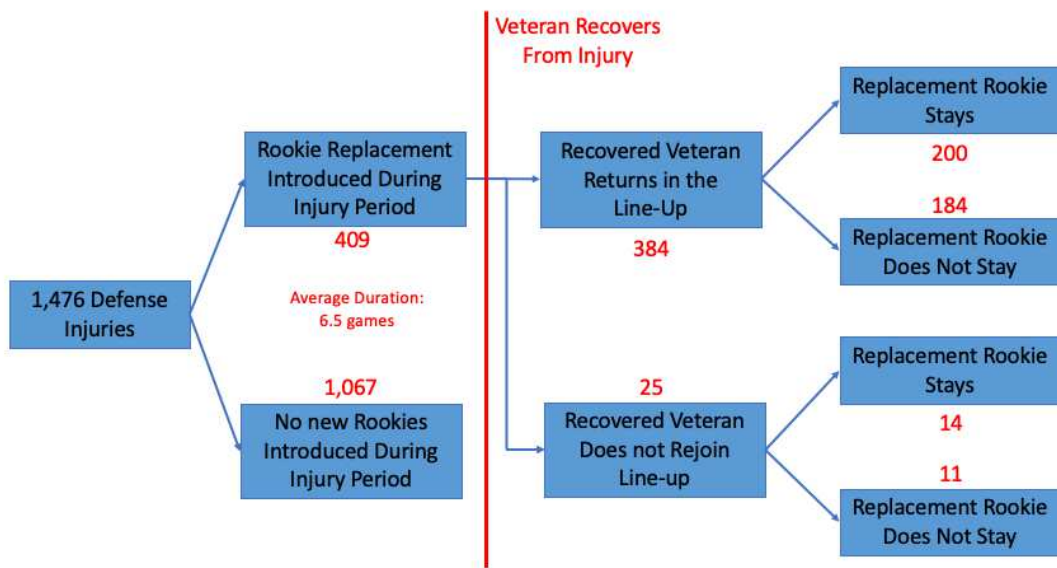 Veteran Recovers
From Injury
1,476 Defense
Injuries
Rookie Replacement
Introduced During
Injury Period
409
Average Duration:
6.5 games
1,067
No new Rookies
Introduced During
Injury Period
Recovered Veteran
Returns in the
Line-Up
384
25
Recovered Veteran
Does not Rejoin
Line-up
Replacement Rookie
Stays
200
184
Replacement Rookie
Does Not Stay
Replacement Rookie
Stays
14
11
Replacement Rookie
Does Not Stay